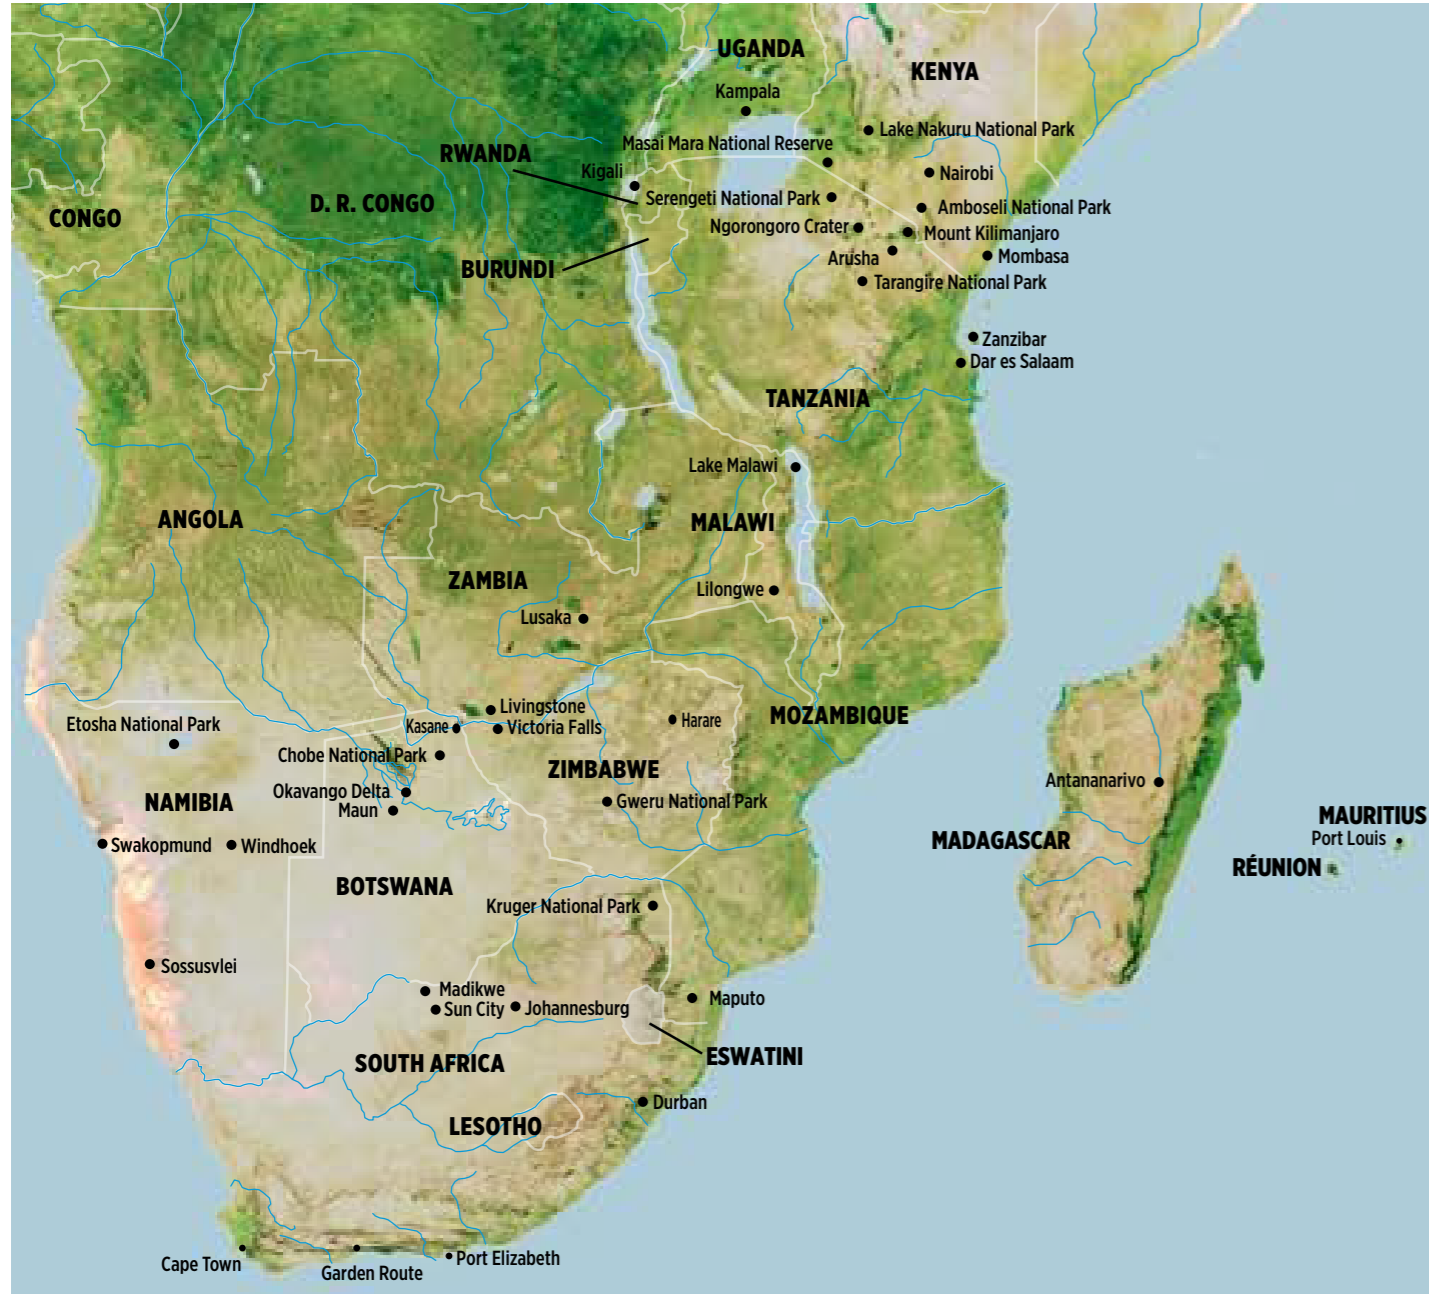 UGANDA
KENYA
Kampala
Lake Nakuru National Park
Masai Mara National Reserve
RWANDA
Kigali
Nairobi
Serengeti National Park
D. R. CONGO
Amboseli National Park
CONGO
Ngorongoro Crater
Mount Kilimanjaro
Arusha
Mombasa
BURUNDI
Tarangire National Park
Zanzibar
Dar es Salaam
TANZANIA
Lake Malawi
ANGOLA
MALAWI
ZAMBIA
Lilongwe
Lusaka
Livingstone
Etosha National Park
Kasane
Victoria Falls
Harare
MOZAMBIQUE
Chobe National Park
ZIMBABWE
Antananarivo
Okavango Delta
NAMIBIA
Gweru National Park
Maun
MAURITIUS
Port Louis
MADAGASCAR
Swakopmund
Windhoek
RÉUNION
BOTSWANA
Kruger National Park
Sossusvlei
Madikwe
Maputo
Sun City
Johannesburg
ESWATINI
SOUTH AFRICA
Durban
LESOTHO
Port Elizabeth
Cape Town
Garden Route